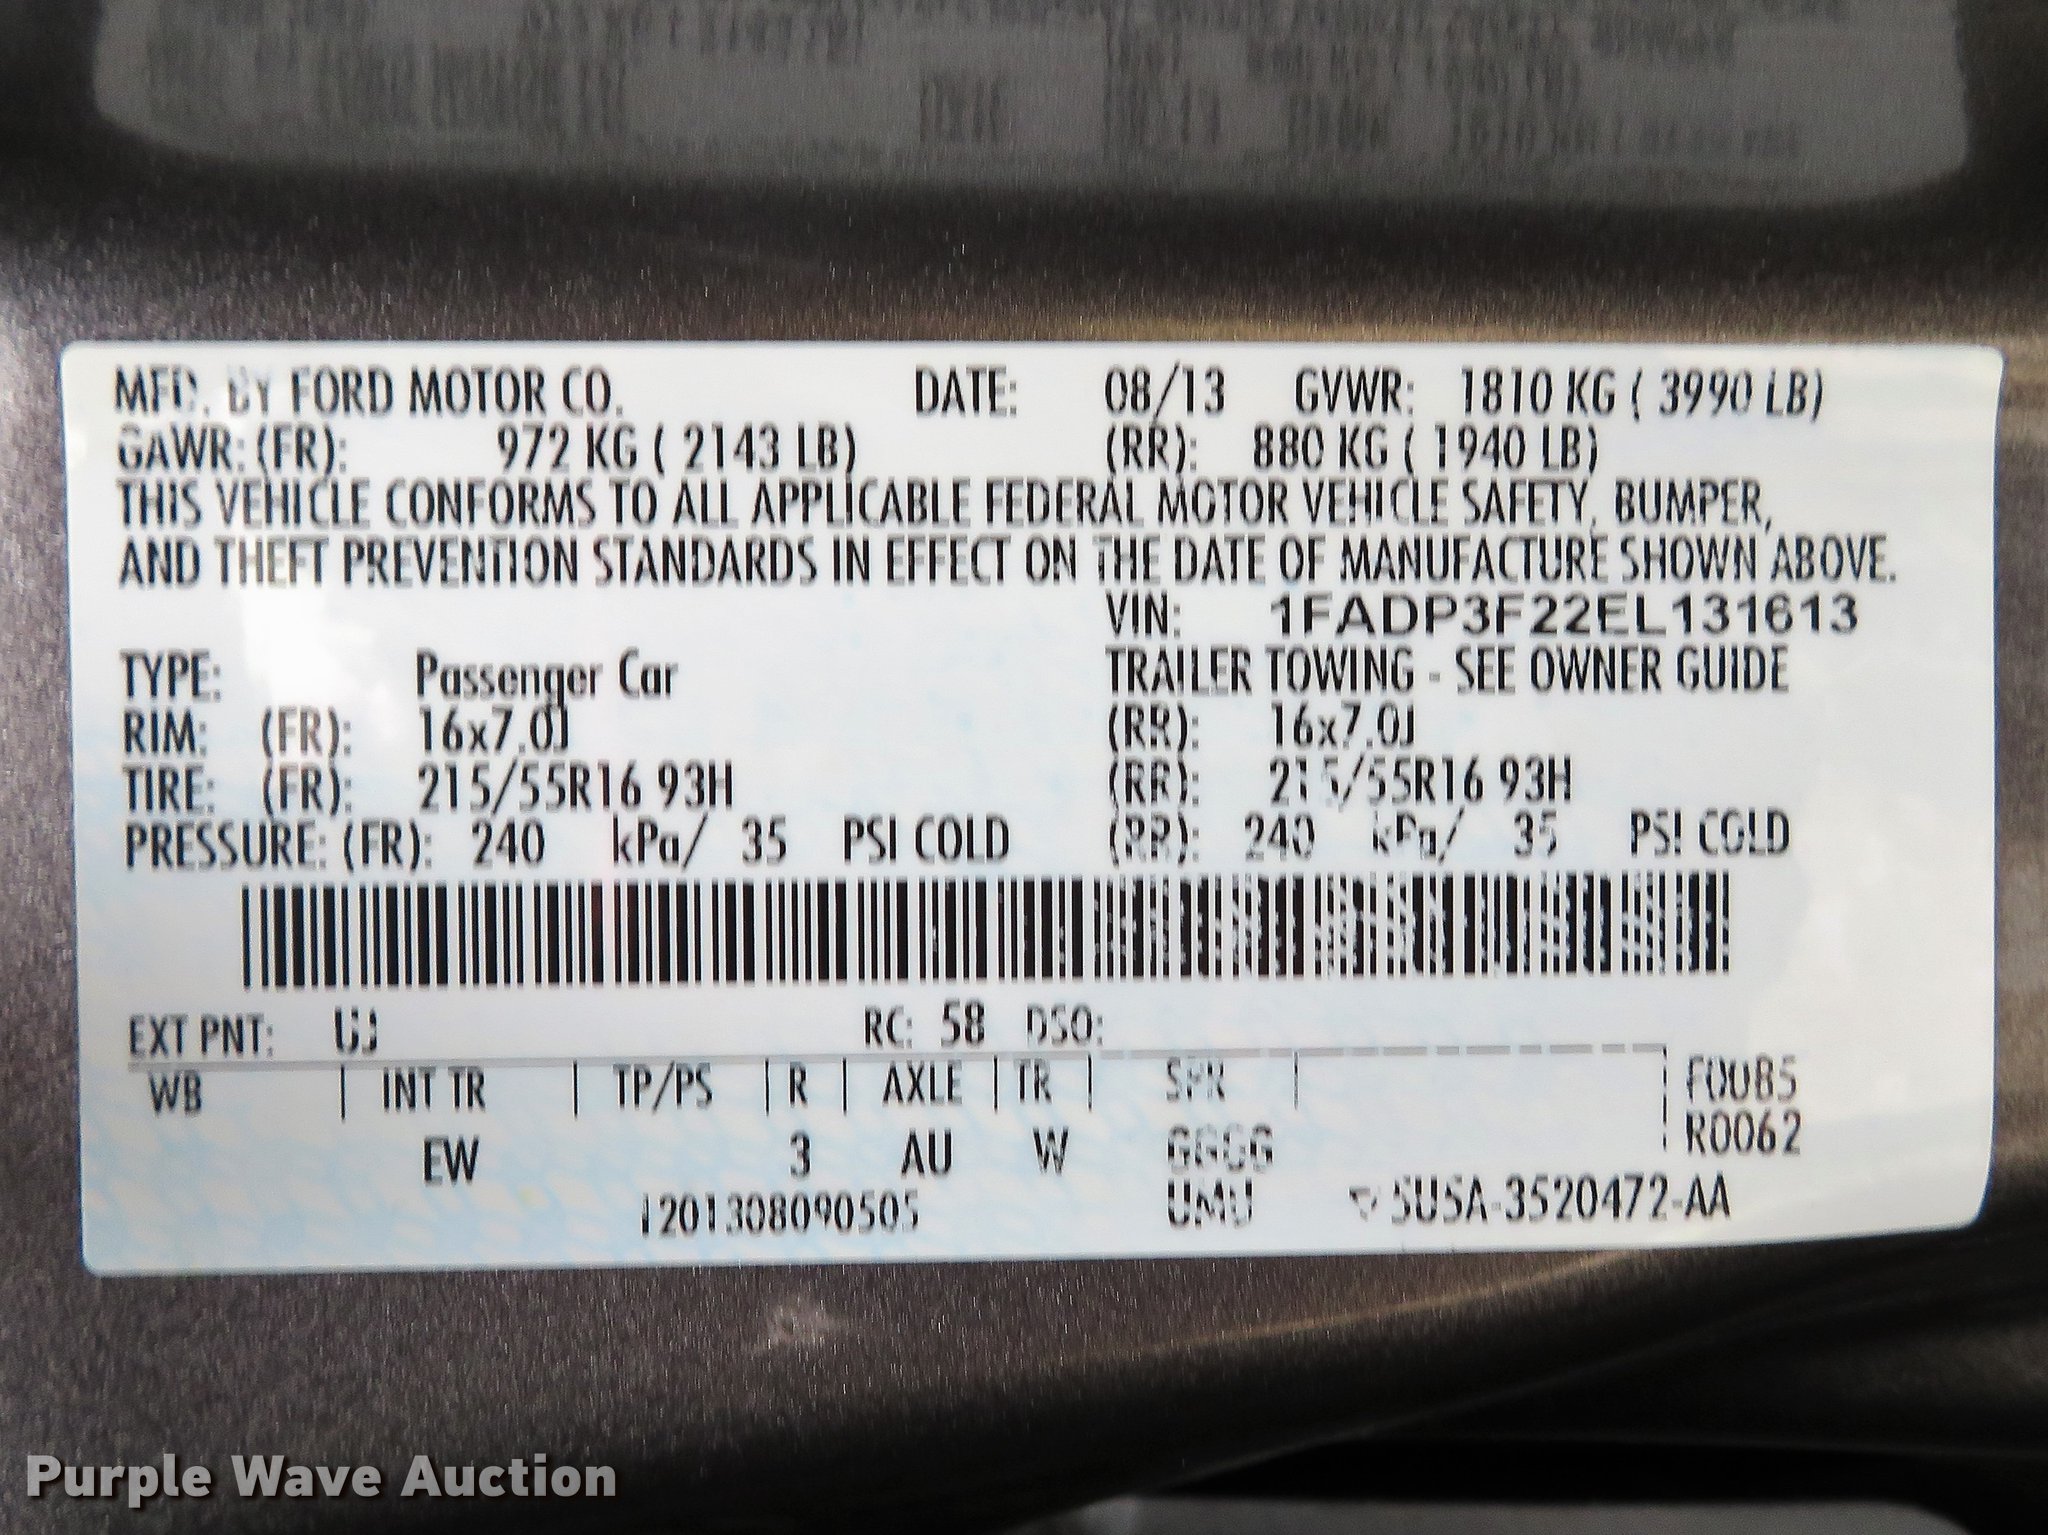 MFD. BY FORD MOTOR CO. DATE: 08/13 GVWR: 1810 KG ( 3990 LB)
GAWR: (FR): 972 KG ( 2143 LB) (RR): 880 KG ( 1940 LB)
THIS VEHICLE CONFORMS TO ALL APPLICABLE FEDERAL MOTOR VEHICLE SAFETY, BUMPER,
AND THEFT PREVENTION STANDARDS IN EFFECT ON THE DATE OF MANUFACTURE SHOWN ABOVE.
VIN: 1FADP3F22EL131613
TYPE: Passenger Car TRAILER TOWING - SEE OWNER GUIDE
RIM: (FR): 16x7.0J (RR): 16x7.0J
TIRE: (FR): 215/55R16 93H (RR): 215/55R16 93H
PRESSURE: (FR): 240 kPa/ 35 PSI COLD (RR): 240 kPa/ 35 PSI COLD
EXT PNT: UJ RC: 58 DSO:
WB | INT TR | TP/PS | R | AXLE | TR | SPR | F0085
R0062
EW 3 AU W GGGG
1201308090505 UMU 5U5A-3520472-AA
Purple Wave Auction